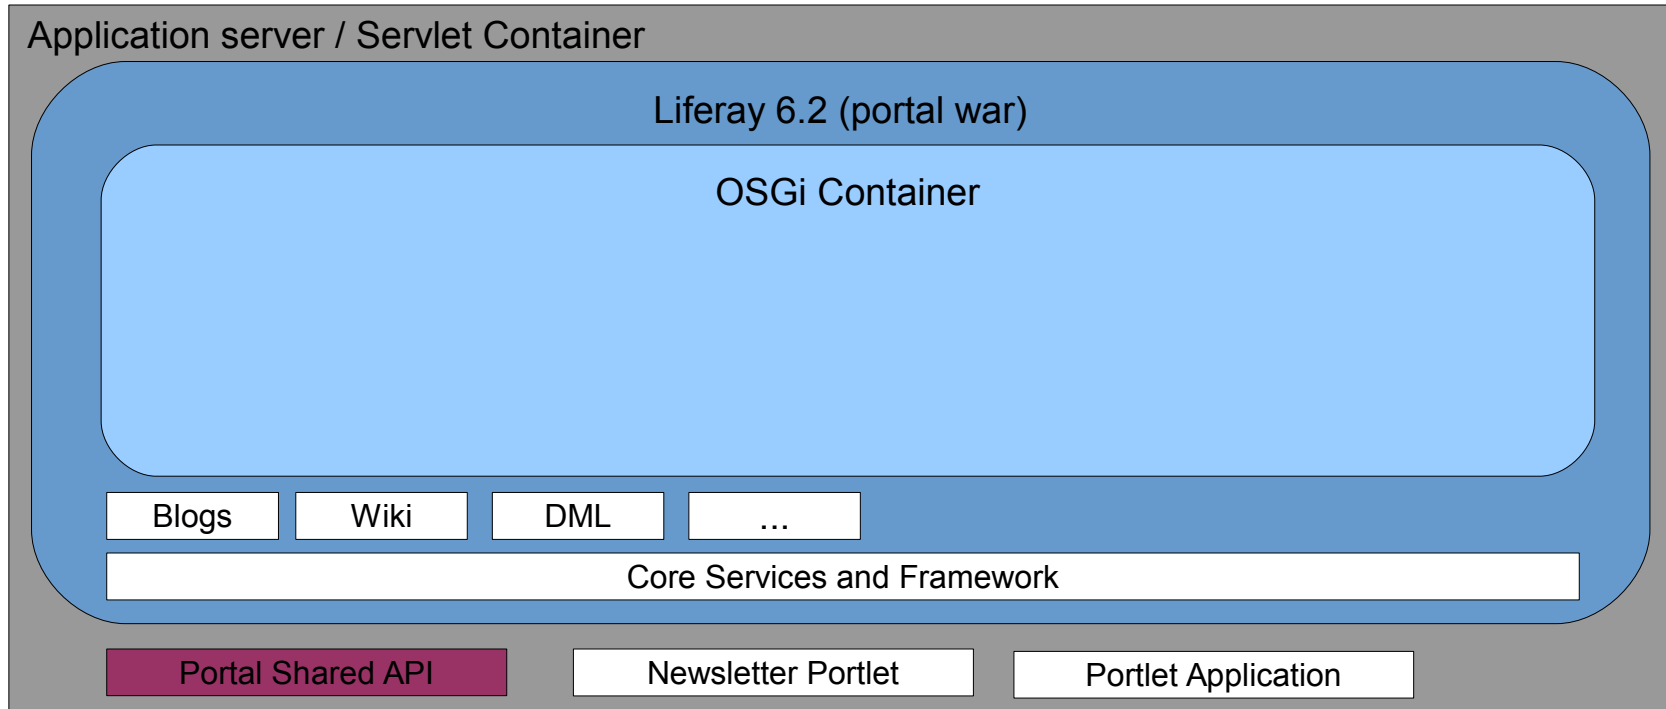 Application server / Servlet Container
Liferay 6.2 (portal war)
OSGi Container
Blogs
Wiki
DML
...
Core Services and Framework
Portal Shared API
Newsletter Portlet
Portlet Application